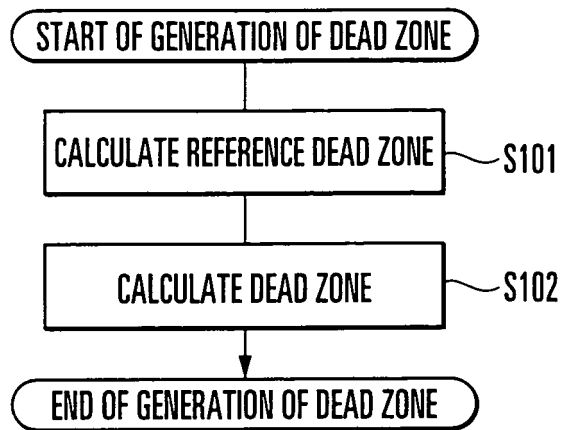 START OF GENERATION OF DEAD ZONE
CALCULATE REFERENCE DEAD ZONE
S101
CALCULATE DEAD ZONE
S102
END OF GENERATION OF DEAD ZONE